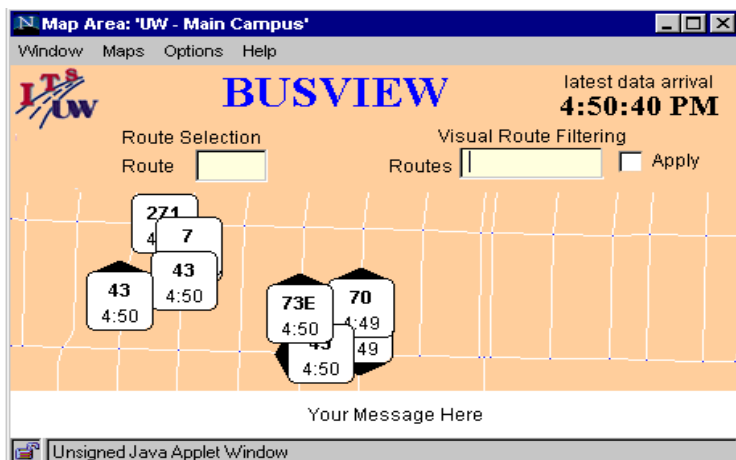 Map Area: 'UW - Main Campus'
Window Maps Options Help
ITS UW
BUSVIEW
latest data arrival
4:50:40 PM
Route Selection
Visual Route Filtering
Route
Routes
Apply
271
7
43
4:50
43
4:50
73E
4:50
70
4:49
4:50
49
Your Message Here
Unsigned Java Applet Window